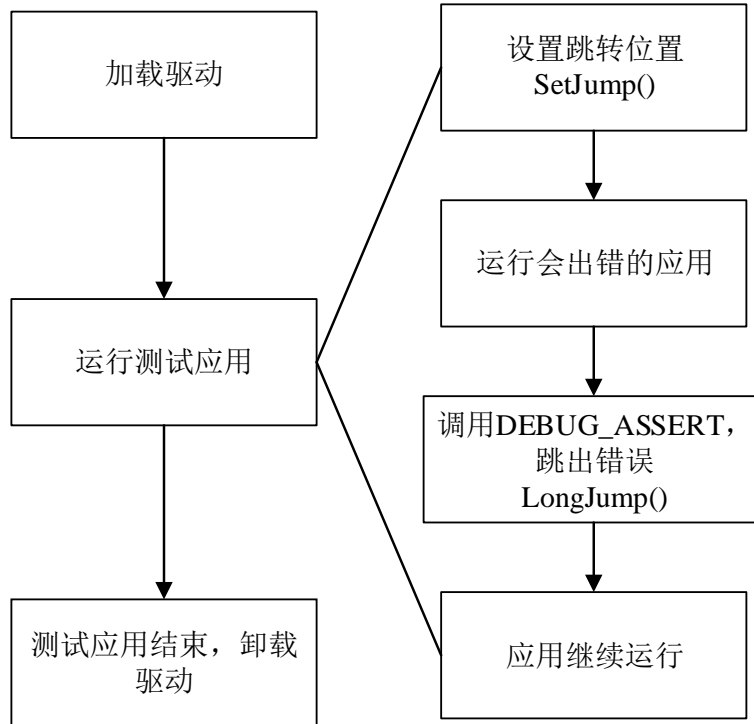 加载驱动
运行测试应用
测试应用结束，卸载
驱动
设置跳转位置
SetJump()
运行会出错的应用
调用DEBUG_ASSERT，
跳出错误
LongJump()
应用继续运行